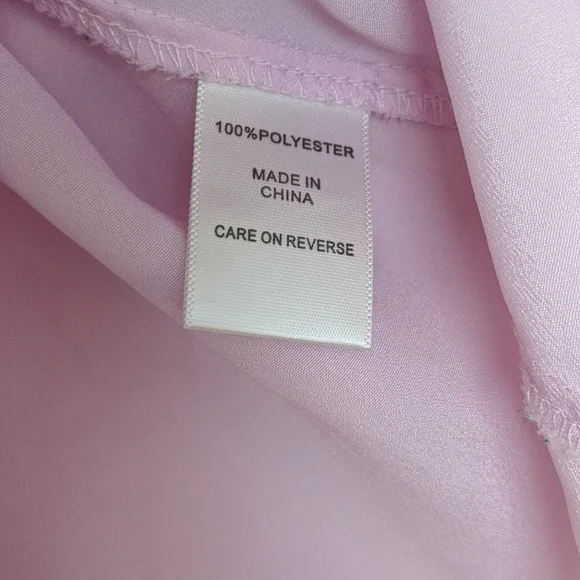 100%POLYESTER
MADE IN
CHINA
CARE ON REVERSE